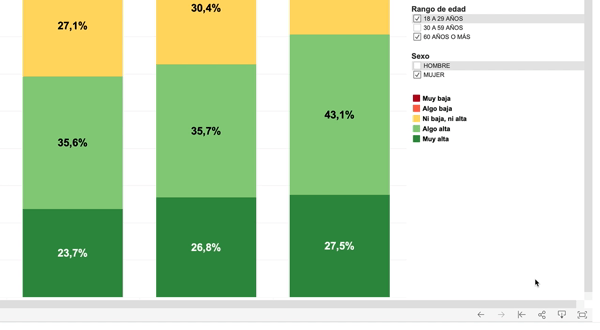 27,1%
30,4%
35,6%
35,7%
43,1%
23,7%
26,8%
27,5%
Rango de edad
18 A 29 AÑOS
30 A 59 AÑOS
60 AÑOS O MÁS
Sexo
HOMBRE
MUJER
Muy baja
Algo baja
Ni baja, ni alta
Algo alta
Muy alta